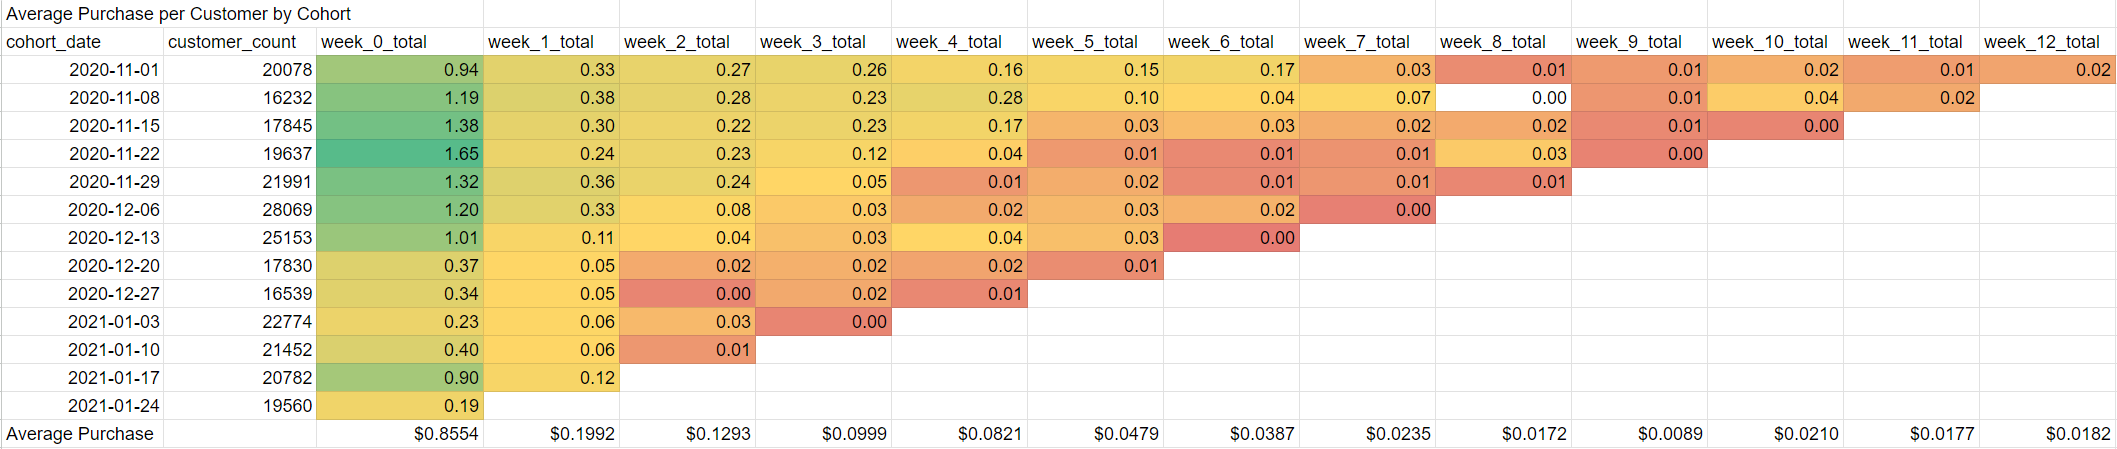 Average Purchase per Customer by Cohort
cohort_date customer_count week_0_total week_1_total week_2_total week_3_total week_4_total week_5_total week_6_total week_7_total week_8_total week_9_total week_10_total week_11_total week_12_total
2020-11-01 20078 0.94 0.33 0.27 0.26 0.16 0.15 0.17 0.03 0.01 0.01 0.02 0.01 0.02
2020-11-08 16232 1.19 0.38 0.28 0.23 0.28 0.10 0.04 0.07 0.00 0.01 0.04 0.02
2020-11-15 17845 1.38 0.30 0.22 0.23 0.17 0.03 0.03 0.02 0.02 0.01 0.00
2020-11-22 19637 1.65 0.24 0.23 0.12 0.04 0.01 0.01 0.01 0.03 0.00
2020-11-29 21991 1.32 0.36 0.24 0.05 0.01 0.02 0.01 0.01 0.01
2020-12-06 28069 1.20 0.33 0.08 0.03 0.02 0.03 0.02 0.00
2020-12-13 25153 1.01 0.11 0.04 0.03 0.04 0.03 0.00
2020-12-20 17830 0.37 0.05 0.02 0.02 0.02 0.01
2020-12-27 16539 0.34 0.05 0.00 0.02 0.01
2021-01-03 22774 0.23 0.06 0.03 0.00
2021-01-10 21452 0.40 0.06 0.01
2021-01-17 20782 0.90 0.12
2021-01-24 19560 0.19
Average Purchase $0.8554 $0.1992 $0.1293 $0.0999 $0.0821 $0.0479 $0.0387 $0.0235 $0.0172 $0.0089 $0.0210 $0.0177 $0.0182